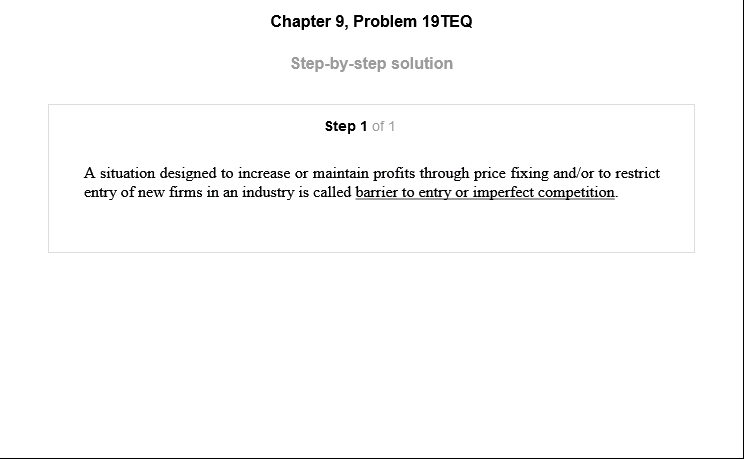 Chapter 9, Problem 19TEQ
Step-by-step solution
Step 1 of 1
A situation designed to increase or maintain profits through price fixing and/or to restrict
entry of new firms in an industry is called barrier to entry or imperfect competition.